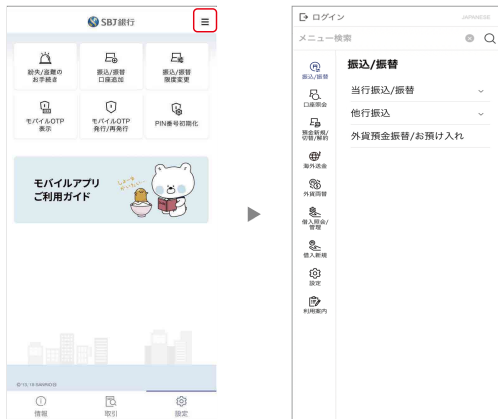 SBJ銀行
紛失/盗難の
お手続き
振込/振替
口座追加
振込/振替
限度変更
モバイルOTP
表示
モバイルOTP
発行/再発行
PIN番号初期化
モバイルアプリ
ご利用ガイド
情報
取引
設定
ログイン
JAPANESE
メニュー検索
振込/振替
口座照会
預金新規/
切替/解約
海外送金
外貨両替
借入照会/
管理
借入新規
設定
利用案内
振込/振替
当行振込/振替
他行振込
外貨預金振替/お預け入れ